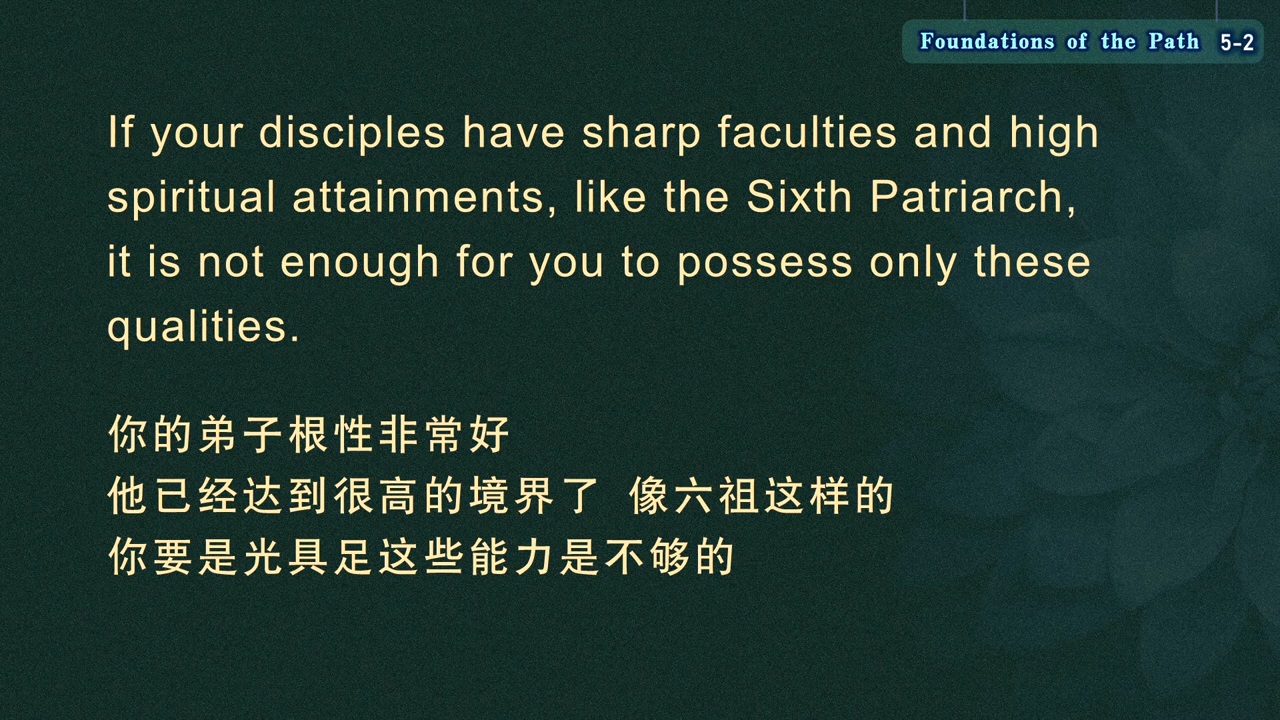 Foundations of the Path 5-2
If your disciples have sharp faculties and high
spiritual attainments, like the Sixth Patriarch,
it is not enough for you to possess only these
qualities.
你的弟子根性非常好
他已经达到很高的境界了 像六祖这样的
你要是光具足这些能力是不够的